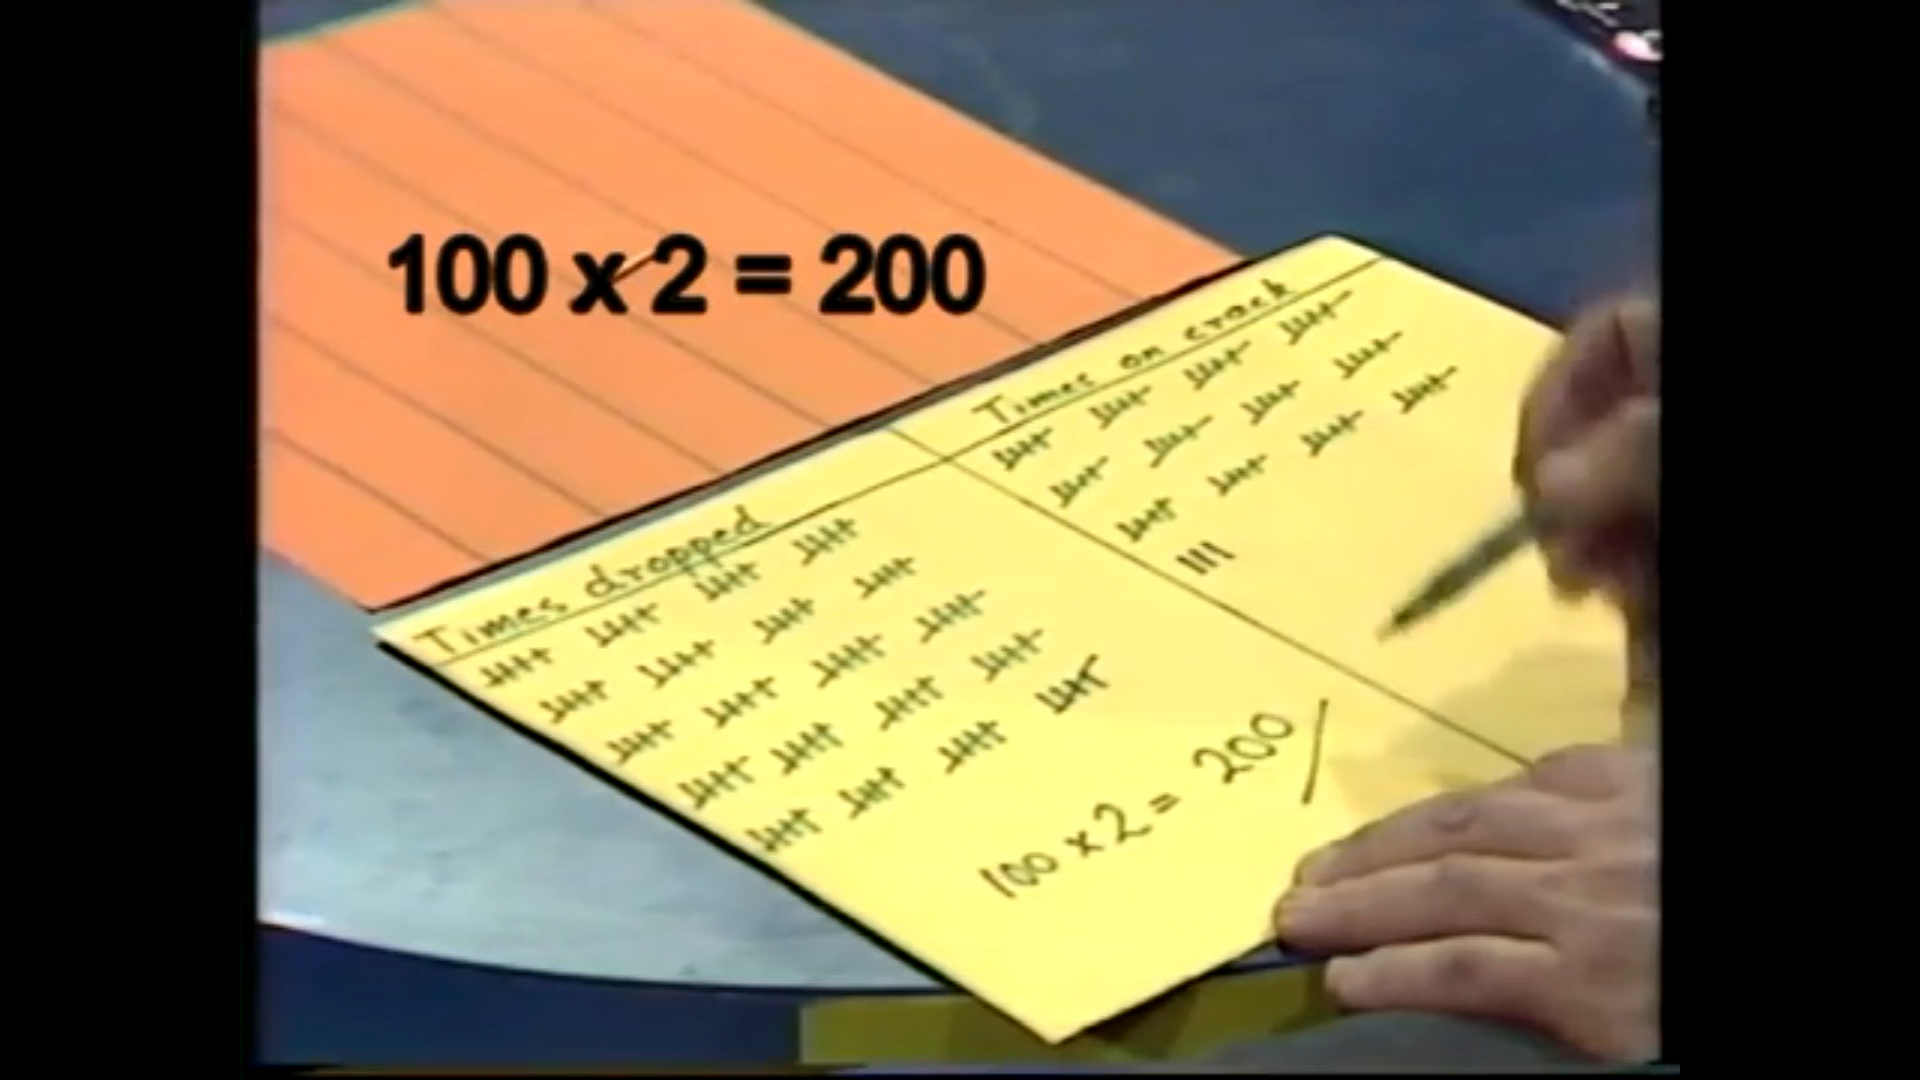 100 x 2 = 200
Times dropped
Times on crack
100 x 2 = 200